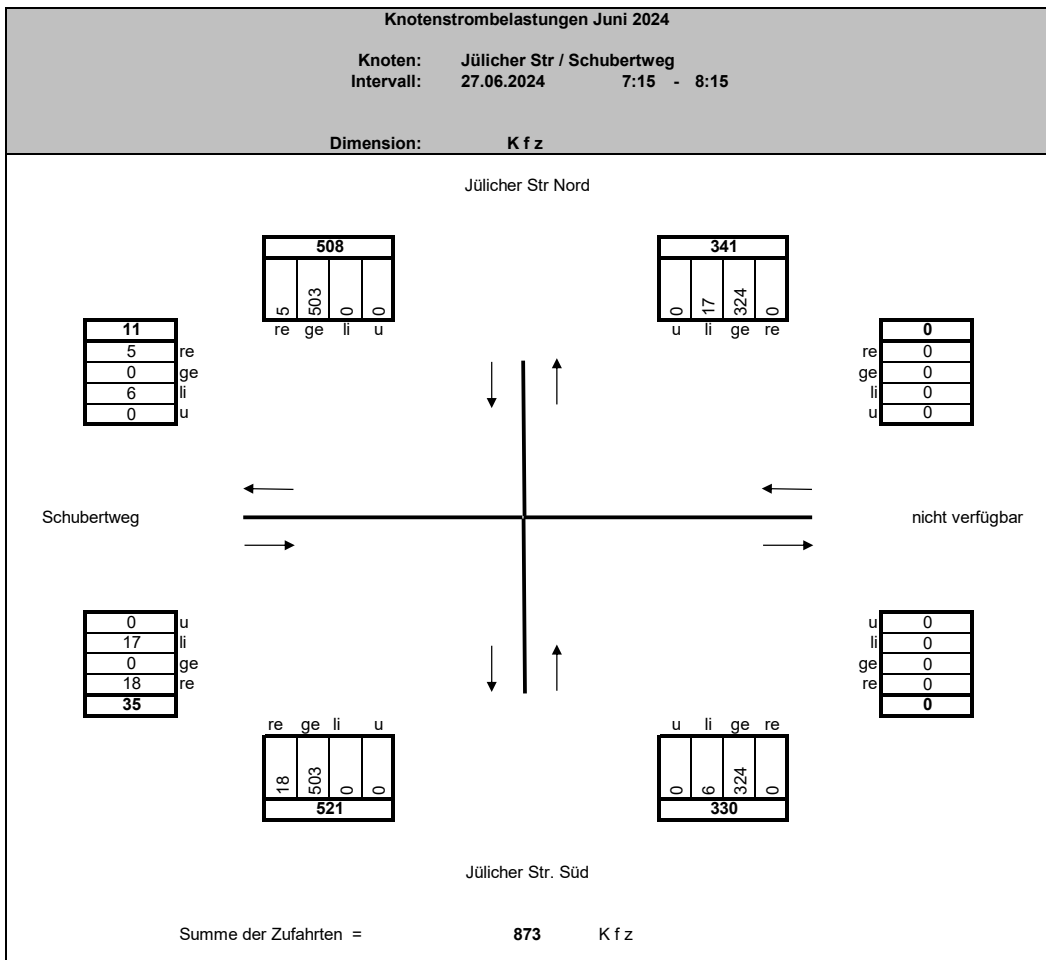 Knotenstrombelastungen Juni 2024
Knoten: Jülicher Str / Schubertweg
Intervall: 27.06.2024 7:15 - 8:15
Dimension: K f z
Jülicher Str Nord
508
5 503 0 0
re ge li u
341
0 17 324 0
u li ge re
11
5 re
0 ge
6 li
0 u
0
re 0
ge 0
li 0
u 0
Schubertweg
nicht verfügbar
0 u
17 li
0 ge
18 re
35
u 0
li 0
ge 0
re 0
0
re ge li u
18 503 0 0
521
u li ge re
0 6 324 0
330
Jülicher Str. Süd
Summe der Zufahrten = 873 K f z